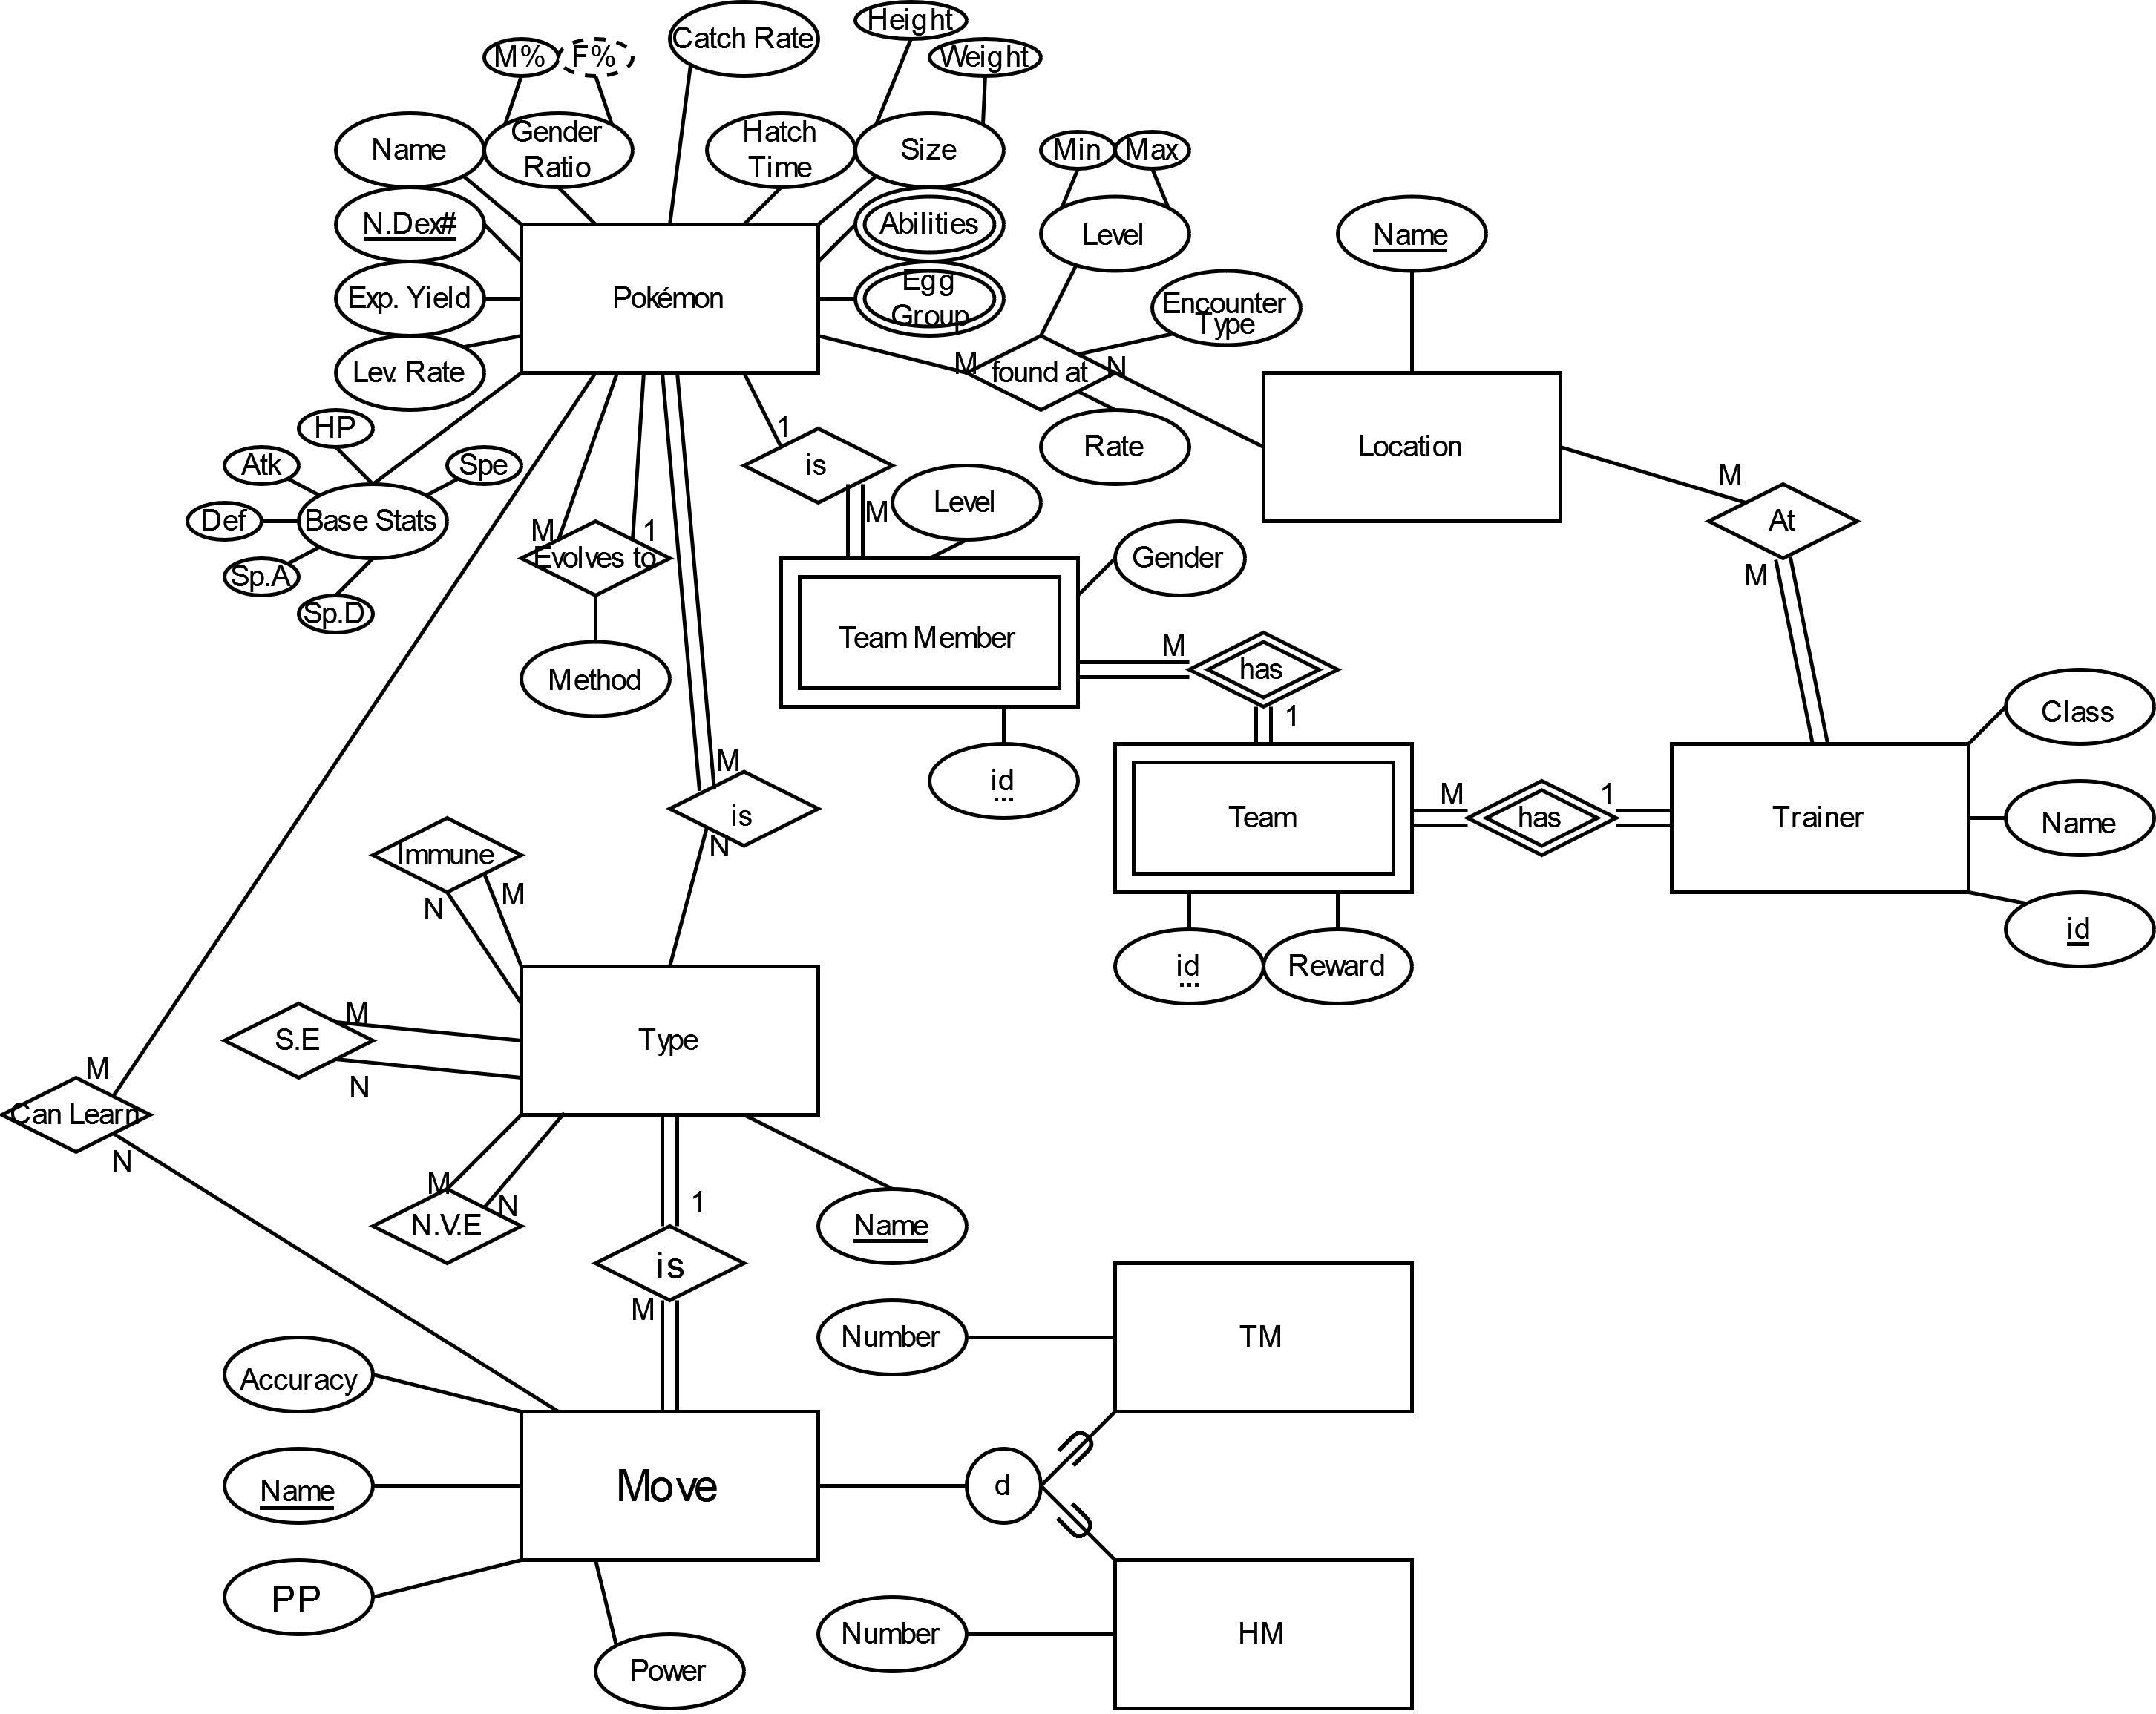 Height
Catch Rate
M%
F%
Weight
Name
Gender
Ratio
Hatch
Time
Size
Min
Max
N.Dex#
Abilities
Level
Name
Exp. Yield
Pokémon
Egg
Group
Encounter
Type
Lev. Rate
M
found at
N
HP
1
Rate
Location
Atk
Spe
is
M
Def
Base Stats
M
Level
At
M
1
Evolves to
Gender
Sp.A
M
Sp.D
Team Member
M
has
Method
1
Class
M
id
M
1
is
Team
has
Trainer
Name
N
Immune
M
N
id
id
Reward
M
S.E
Type
M
N
Can Learn
N
M
N
1
N.V.E
Name
is
M
Number
TM
Accuracy
Name
Move
d
PP
Number
HM
Power